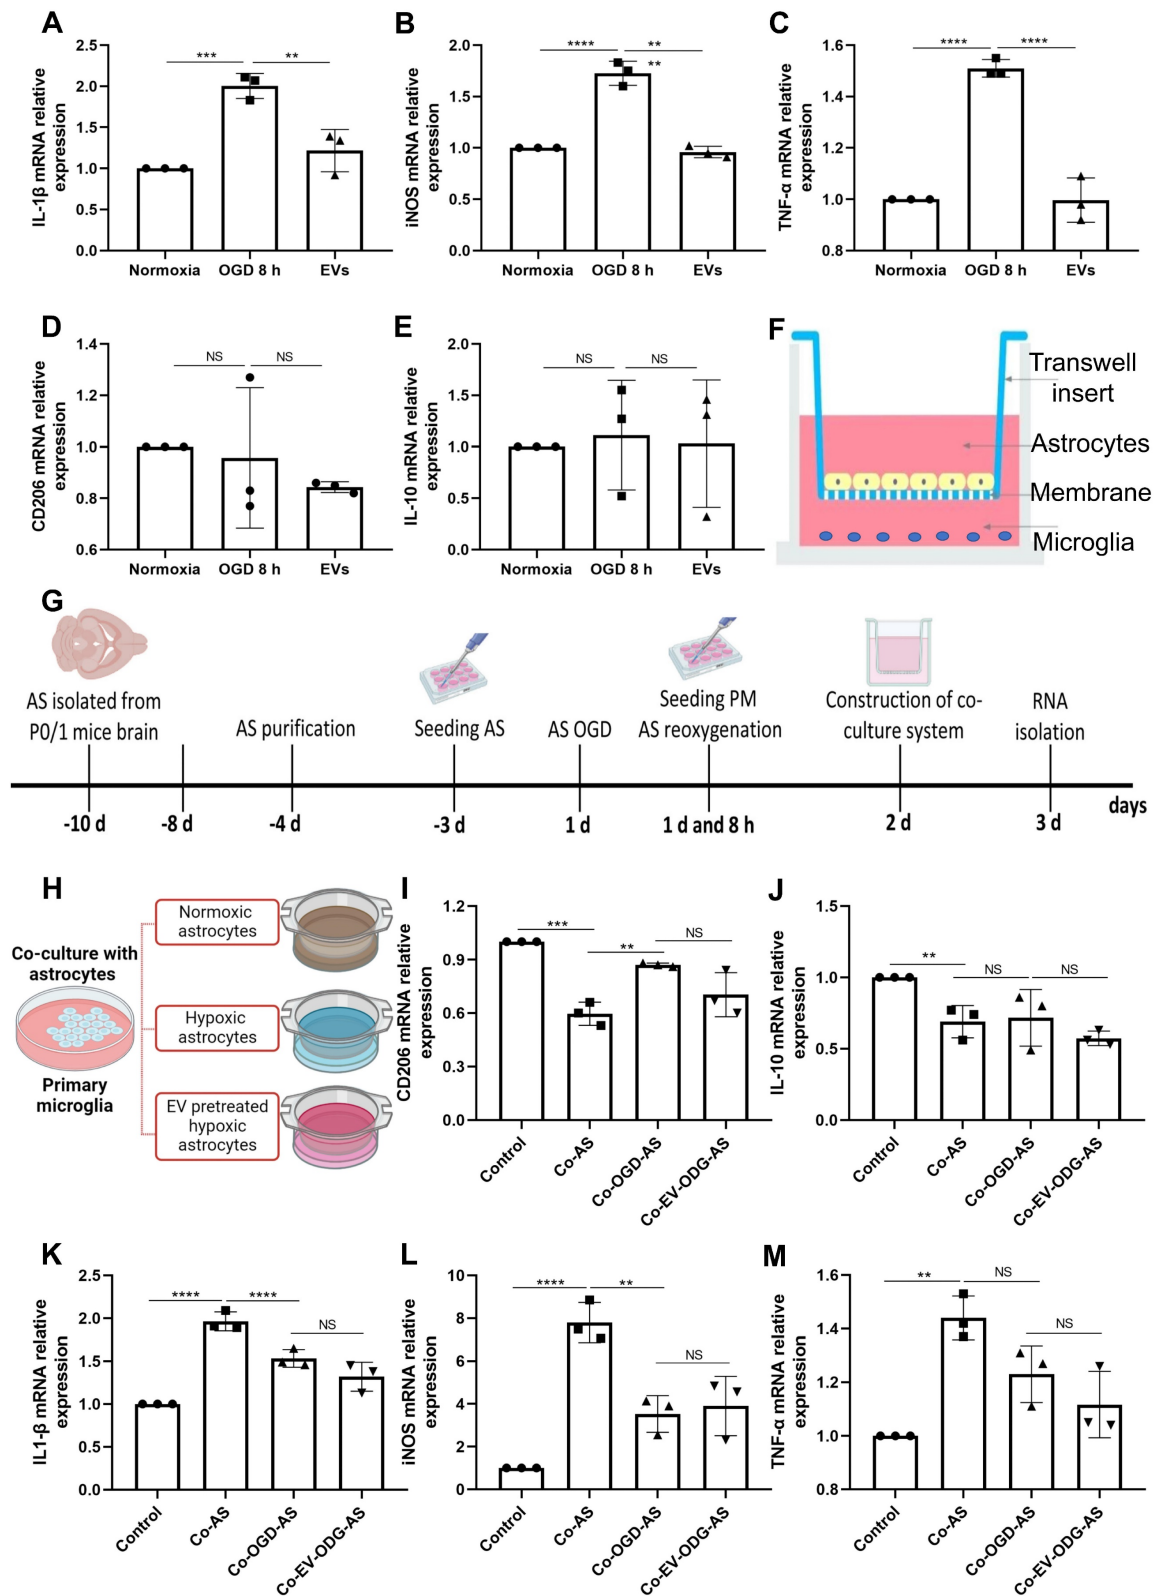 A
IL-1β mRNA relative
expression
2.5
2.0
1.5
1.0
0.5
0.0
***
**
Normoxia
OGD 8 h
EVs
B
iNOS mRNA relative
expression
2.0
1.5
1.0
0.5
0.0
****
**
**
Normoxia
OGD 8 h
EVs
C
TNF-α mRNA relative
expression
1.6
1.4
1.2
1.0
0.8
****
****
Normoxia
OGD 8 h
EVs
D
CD206 mRNA relative
expression
1.4
1.2
1.0
0.8
0.6
NS
NS
Normoxia
OGD 8 h
EVs
E
IL-10 mRNA relative
expression
2.0
1.5
1.0
0.5
0.0
NS
NS
Normoxia
OGD 8 h
EVs
F
Transwell
insert
Astrocytes
Membrane
Microglia
G
AS isolated from
P0/1 mice brain
AS purification
Seeding AS
AS OGD
Seeding PM
AS reoxygenation
Construction of co-
culture system
RNA
isolation
days
-10 d
-8 d
-4 d
-3 d
1 d
1 d and 8 h
2 d
3 d
H
Co-culture with
astrocytes
Primary
microglia
Normoxic
astrocytes
Hypoxic
astrocytes
EV pretreated
hypoxic
astrocytes
I
CD206 mRNA relative
expression
1.2
0.9
0.6
0.3
0.0
***
**
NS
Control
Co-AS
Co-OGD-AS
Co-EV-ODG-AS
J
IL-10 mRNA relative
expression
1.5
1.0
0.5
0.0
**
NS
NS
Control
Co-AS
Co-OGD-AS
Co-EV-ODG-AS
K
IL1-β mRNA relative
expression
2.5
2.0
1.5
1.0
0.5
0.0
****
****
NS
Control
Co-AS
Co-OGD-AS
Co-EV-ODG-AS
L
iNOS mRNA relative
expression
10
8
6
4
2
0
****
**
NS
Control
Co-AS
Co-OGD-AS
Co-EV-ODG-AS
M
TNF-α mRNA relative
expression
1.6
1.4
1.2
1.0
0.8
**
NS
NS
Control
Co-AS
Co-OGD-AS
Co-EV-ODG-AS